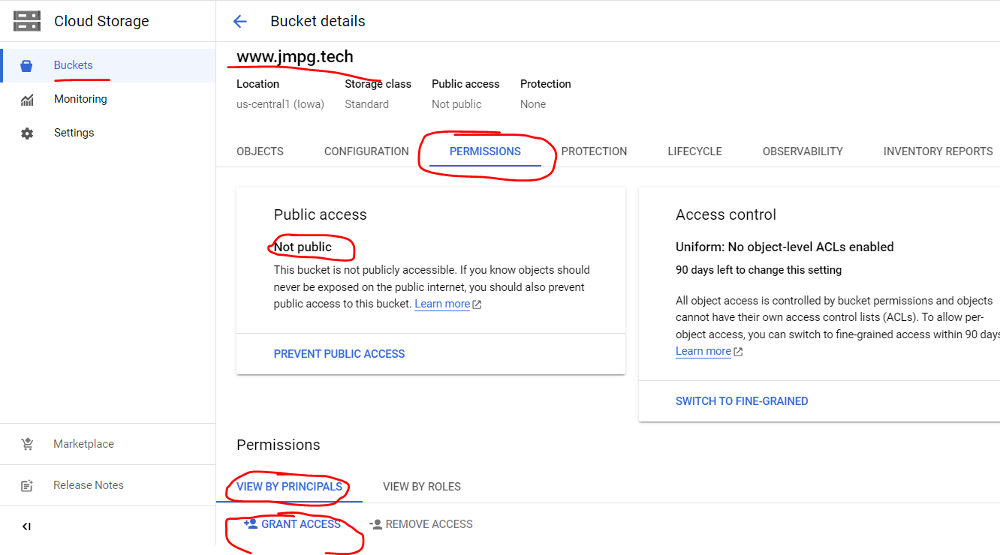 Cloud Storage
Bucket details
Buckets
Monitoring
Settings
Marketplace
Release Notes
www.jmpg.tech
Location
Storage class
Public access
Protection
us-central1 (Iowa)
Standard
Not public
None
OBJECTS
CONFIGURATION
PERMISSIONS
PROTECTION
LIFECYCLE
OBSERVABILITY
INVENTORY REPORTS
Public access
Not public
This bucket is not publicly accessible. If you know objects should
never be exposed on the public internet, you should also prevent
public access to this bucket. Learn more
PREVENT PUBLIC ACCESS
Access control
Uniform: No object-level ACLs enabled
90 days left to change this setting
All object access is controlled by bucket permissions and objects
cannot have their own access control lists (ACLs). To allow per-
object access, you can switch to fine-grained access within 90 days
Learn more
SWITCH TO FINE-GRAINED
Permissions
VIEW BY PRINCIPALS
VIEW BY ROLES
GRANT ACCESS
REMOVE ACCESS